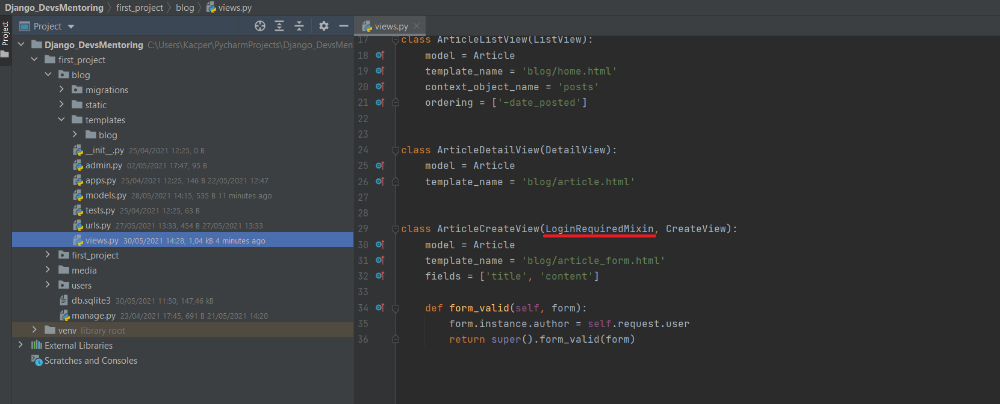 Django_DevsMentoring 〉 first_project 〉 blog 〉 views.py
Project
Project
Django_DevsMentoring C:\Users\Kacper\PycharmProjects\Django_DevsMen
first_project
blog
migrations
static
templates
blog
__init__.py 25/04/2021 12:25, 0 B
admin.py 02/05/2021 17:47, 95 B
apps.py 25/04/2021 12:25, 146 B 22/05/2021 12:47
models.py 28/05/2021 14:15, 535 B 11 minutes ago
tests.py 25/04/2021 12:25, 63 B
urls.py 27/05/2021 13:33, 454 B 27/05/2021 13:33
views.py 30/05/2021 14:28, 1,04 kB 4 minutes ago
first_project
media
users
db.sqlite3 30/05/2021 11:50, 147,46 kB
manage.py 23/04/2021 17:45, 691 B 21/05/2021 14:20
venv library root
External Libraries
Scratches and Consoles
views.py
17 class ArticleListView(ListView):
18 model = Article
19 template_name = 'blog/home.html'
20 context_object_name = 'posts'
21 ordering = ['-date_posted']
22
23
24 class ArticleDetailView(DetailView):
25 model = Article
26 template_name = 'blog/article.html'
27
28
29 class ArticleCreateView(LoginRequiredMixin, CreateView):
30 model = Article
31 template_name = 'blog/article_form.html'
32 fields = ['title', 'content']
33
34 def form_valid(self, form):
35 form.instance.author = self.request.user
36 return super().form_valid(form)